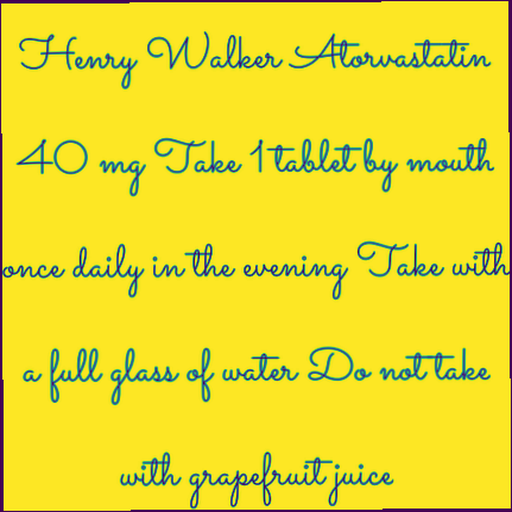 Henry Walker Atorvastatin
40 mg Take 1 tablet by mouth
once daily in the evening Take with
a full glass of water Do not take
with grapefruit juice